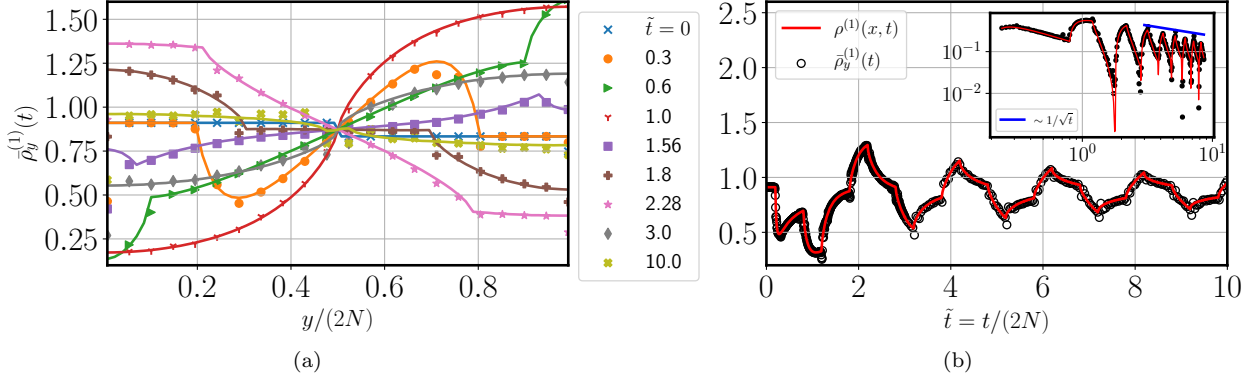 1.50
1.25
1.00
0.75
0.50
0.25
ρ̄_y^(1)(t)
0.0 0.2 0.4 0.6 0.8
y/(2N)
t̃ = 0
0.3
0.6
1.0
1.56
1.8
2.28
3.0
10.0
(a)
2.5
2.0
1.5
1.0
0.5
ρ^(1)(x, t)
ρ̄_y^(1)(t)
10^−1
10^−2
~ 1/√t̃
10^0 10^1
0 2 4 6 8 10
t̃ = t/(2N)
(b)